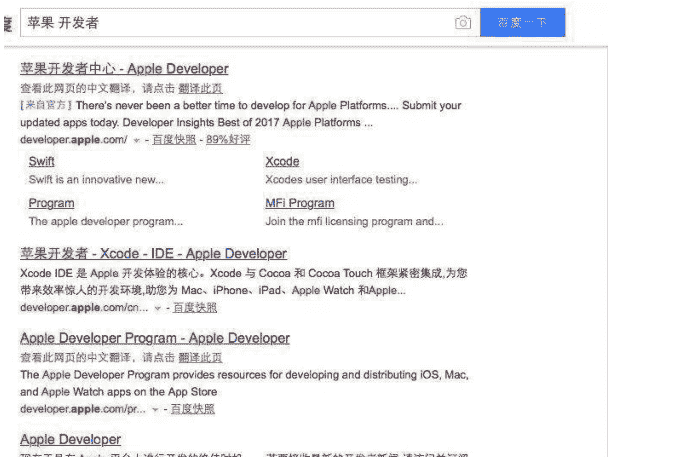 苹果 开发者
百度一下
苹果开发者中心 - Apple Developer
查看此网页的中文翻译，请点击 翻译此页
[来自官方] There's never been a better time to develop for Apple Platforms.... Submit your
updated apps today. Developer Insights Best of 2017 Apple Platforms ...
developer.apple.com/ - 百度快照 - 89%好评
Swift Xcode
Swift is an innovative new... Xcodes user interface testing...
Program MFi Program
The apple developer program... Join the mfi licensing program and...
苹果开发者 - Xcode - IDE - Apple Developer
Xcode IDE 是 Apple 开发体验的核心。Xcode 与 Cocoa 和 Cocoa Touch 框架紧密集成,为您
带来效率惊人的开发环境,助您为 Mac、iPhone、iPad、Apple Watch 和Apple...
developer.apple.com/cn... - 百度快照
Apple Developer Program - Apple Developer
查看此网页的中文翻译，请点击 翻译此页
The Apple Developer Program provides resources for developing and distributing iOS, Mac,
and Apple Watch apps on the App Store
developer.apple.com/pr... - 百度快照
Apple Developer